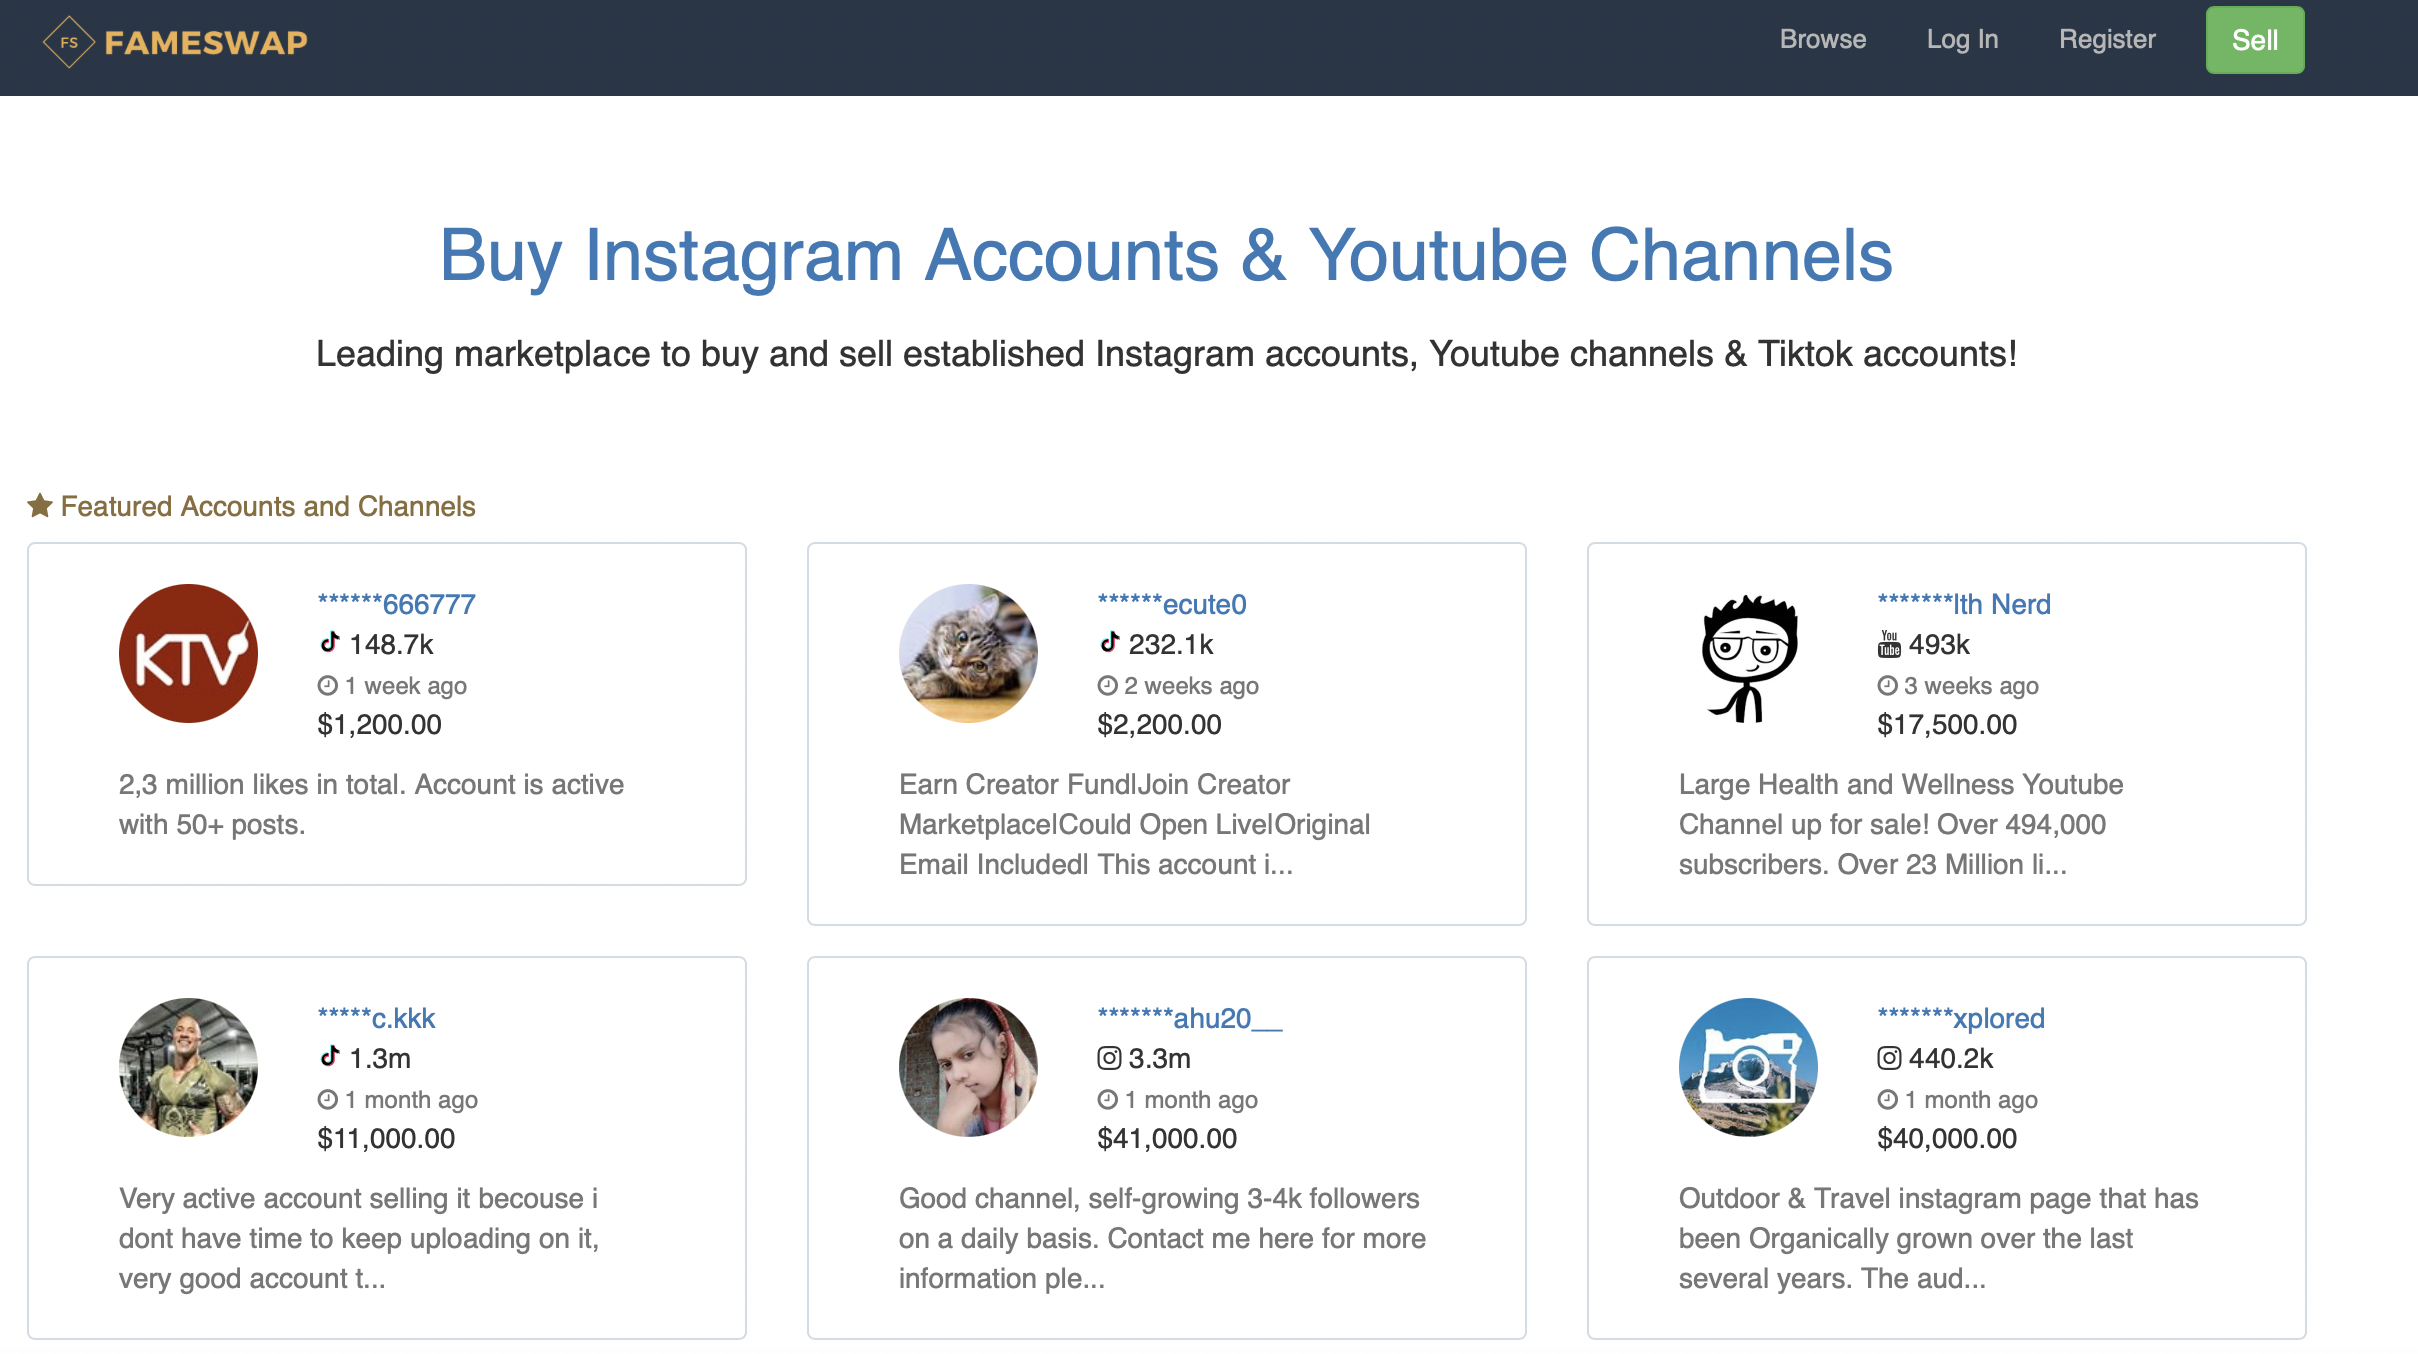 FS FAMESWAP
Browse Log In Register Sell
Buy Instagram Accounts & Youtube Channels
Leading marketplace to buy and sell established Instagram accounts, Youtube channels & Tiktok accounts!
Featured Accounts and Channels
KTV
******666777
148.7k
1 week ago
$1,200.00
2,3 million likes in total. Account is active
with 50+ posts.
******ecute0
232.1k
2 weeks ago
$2,200.00
Earn Creator Fund|Join Creator
Marketplace|Could Open Live|Original
Email Included| This account i...
*******lth Nerd
You Tube 493k
3 weeks ago
$17,500.00
Large Health and Wellness Youtube
Channel up for sale! Over 494,000
subscribers. Over 23 Million li...
*****c.kkk
1.3m
1 month ago
$11,000.00
Very active account selling it becouse i
dont have time to keep uploading on it,
very good account t...
*******ahu20__
3.3m
1 month ago
$41,000.00
Good channel, self-growing 3-4k followers
on a daily basis. Contact me here for more
information ple...
*******xplored
440.2k
1 month ago
$40,000.00
Outdoor & Travel instagram page that has
been Organically grown over the last
several years. The aud...